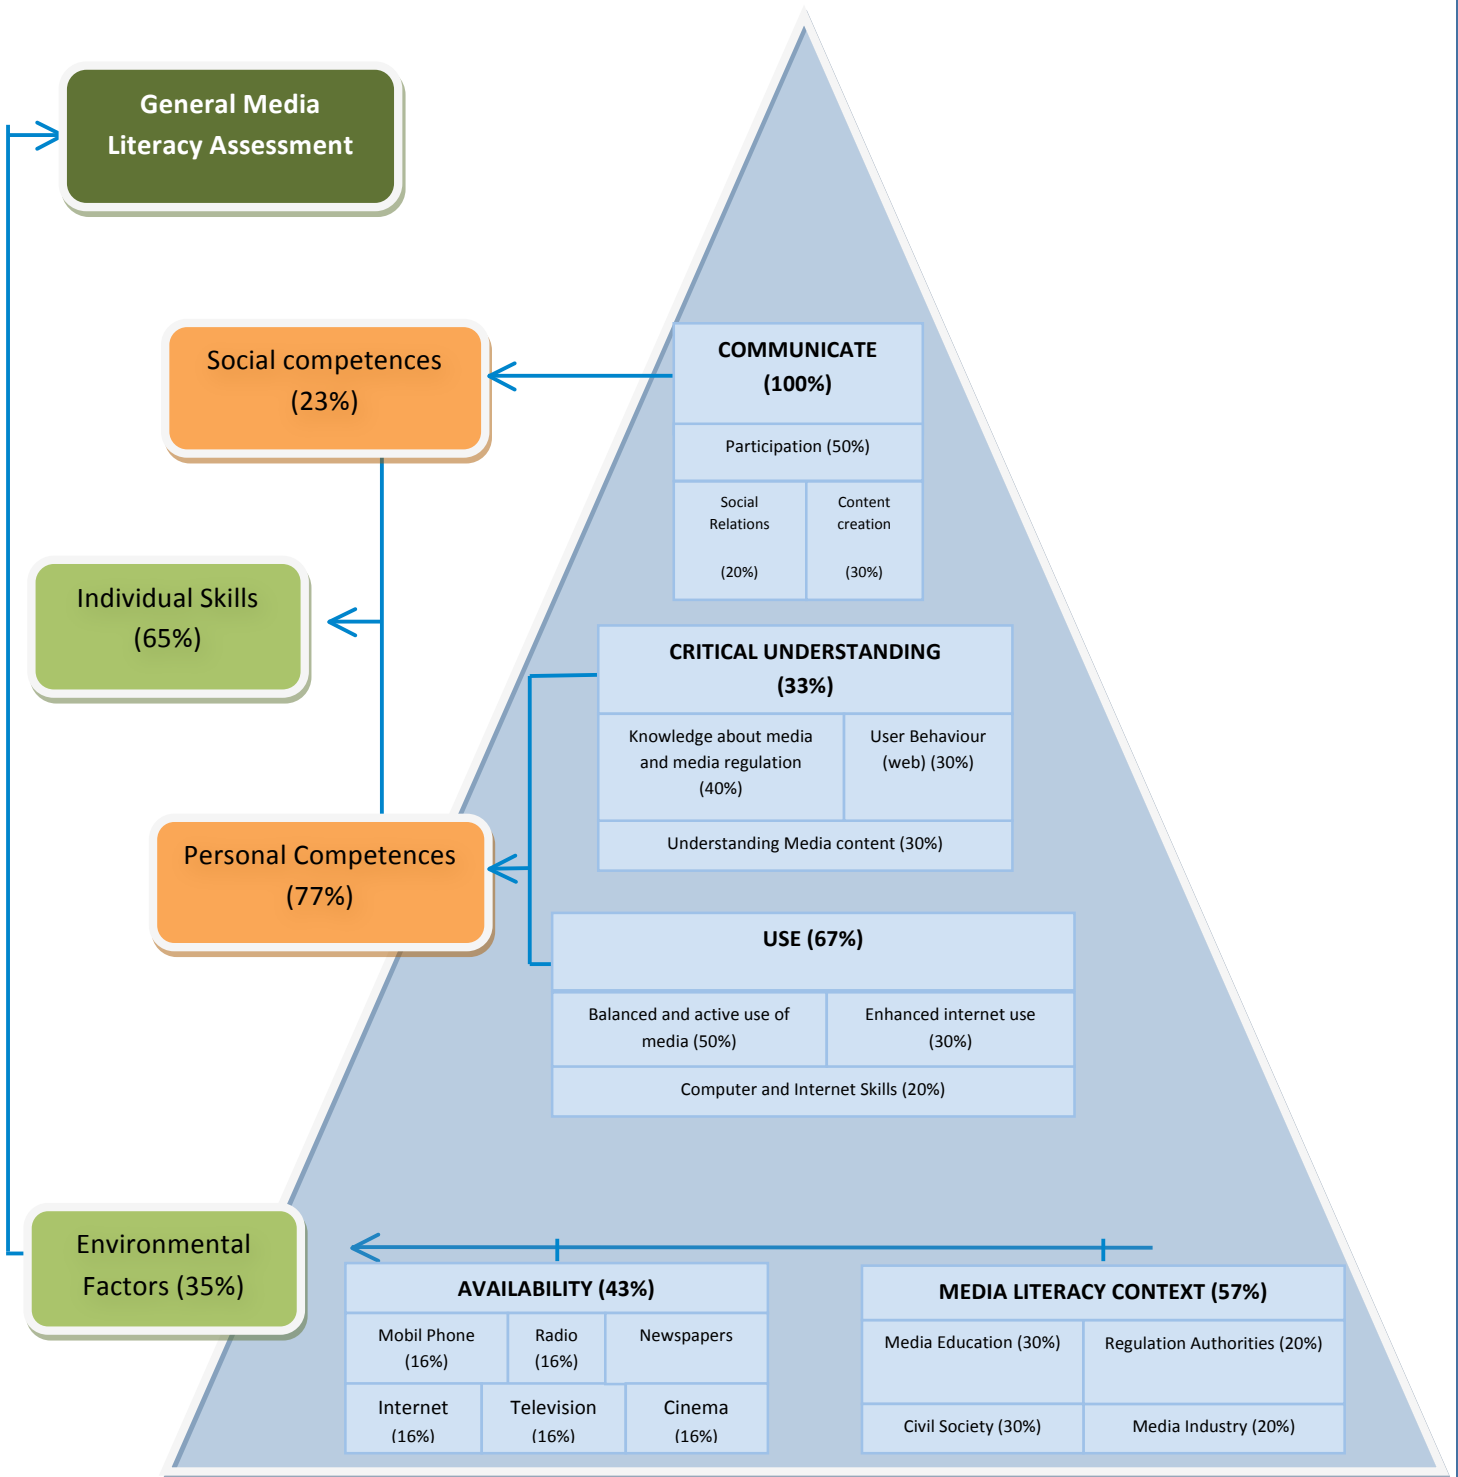 General Media
Literacy Assessment
Social competences
(23%)
COMMUNICATE
(100%)
Participation (50%)
Social
Relations
(20%)
Content
creation
(30%)
Individual Skills
(65%)
CRITICAL UNDERSTANDING
(33%)
Knowledge about media
and media regulation
(40%)
User Behaviour
(web) (30%)
Understanding Media content (30%)
Personal Competences
(77%)
USE (67%)
Balanced and active use of
media (50%)
Enhanced internet use
(30%)
Computer and Internet Skills (20%)
Environmental
Factors (35%)
AVAILABILITY (43%)
Mobil Phone
(16%)
Radio
(16%)
Newspapers
Internet
(16%)
Television
(16%)
Cinema
(16%)
MEDIA LITERACY CONTEXT (57%)
Media Education (30%)
Regulation Authorities (20%)
Civil Society (30%)
Media Industry (20%)